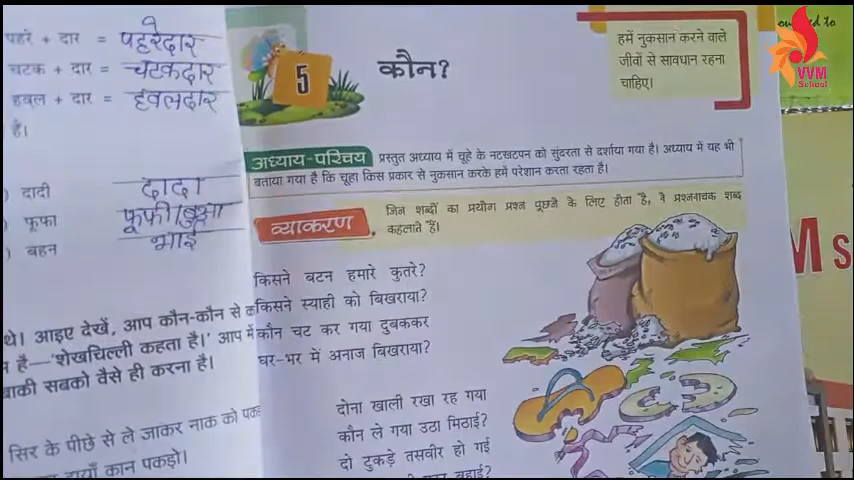 पहरे + दार = पहरेदार
चटक + दार = चटकदार
हवल + दार = हवलदार
है।
) दादी दादा
) फूफा फूफी/बुआ
) बहन भाई
थे। आइए देखें, आप कौन-कौन से
है—'शेखचिल्ली कहता है।' आप में
बाकी सबको वैसे ही करना है।
सिर के पीछे से ले जाकर नाक को
दायाँ कान पकड़ो।
5
कौन?
हमें नुकसान करने वाले
जीवों से सावधान रहना
चाहिए।
अध्याय-परिचय प्रस्तुत अध्याय में चूहे के नटखटपन को सुंदरता से दर्शाया गया है। अध्याय में यह भी
बताया गया है कि चूहा किस प्रकार से नुकसान करके हमें परेशान करता रहता है।
व्याकरण जिन शब्दों का प्रयोग प्रश्न पूछने के लिए होता है, वे प्रश्नवाचक शब्द
कहलाते हैं।
किसने बटन हमारे कुतरे?
किसने स्याही को बिखराया?
कौन चट कर गया दुबककर
घर-भर में अनाज बिखराया?
दोना खाली रखा रह गया
कौन ले गया उठा मिठाई?
दो टुकड़े तसवीर हो गई
बहाई?
to
VVM
School
M S